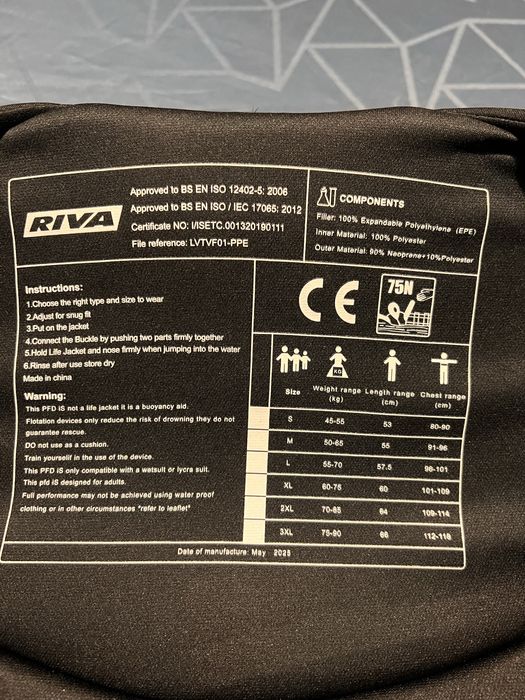 RIVA
Approved to BS EN ISO 12402-5: 2006
Approved to BS EN ISO / IEC 17065: 2012
Certificate NO: I/ISETC.001320190111
File reference: LVTVF01-PPE
COMPONENTS
Filler: 100% Expandable Polyethylene (EPE)
Inner Material: 100% Polyester
Outer Material: 90% Neoprene+10%Polyester
Instructions:
1.Choose the right type and size to wear
2.Adjust for snug fit
3.Put on the jacket
4.Connect the Buckle by pushing two parts firmly together
5.Hold Life Jacket and nose firmly when jumping into the water
6.Rinse after use store dry
Made in china
Warning:
This PFD iS not a life jacket it is a buoyancy aid.
Flotation devices only reduce the risk of drowning they do not
guarantee rescue.
DO not use as a cushion.
Train yourself in the use of the device.
This PFD iS only compatible with a wetsuit or lycra suit.
This pfd iS designed for adults.
Full performance may not be achieved using water proof
clothing or in other circumstances "refer to leaflet"
CE
75N
KG
Size Weight range (kg) Length range (cm) Chest range (cm)
S 45-55 53 80-90
M 50-65 55 91-96
L 55-70 57.5 96-101
XL 60-75 60 101-109
2XL 70-85 64 109-114
3XL 75-90 66 112-118
Date of manufacture: May 2025